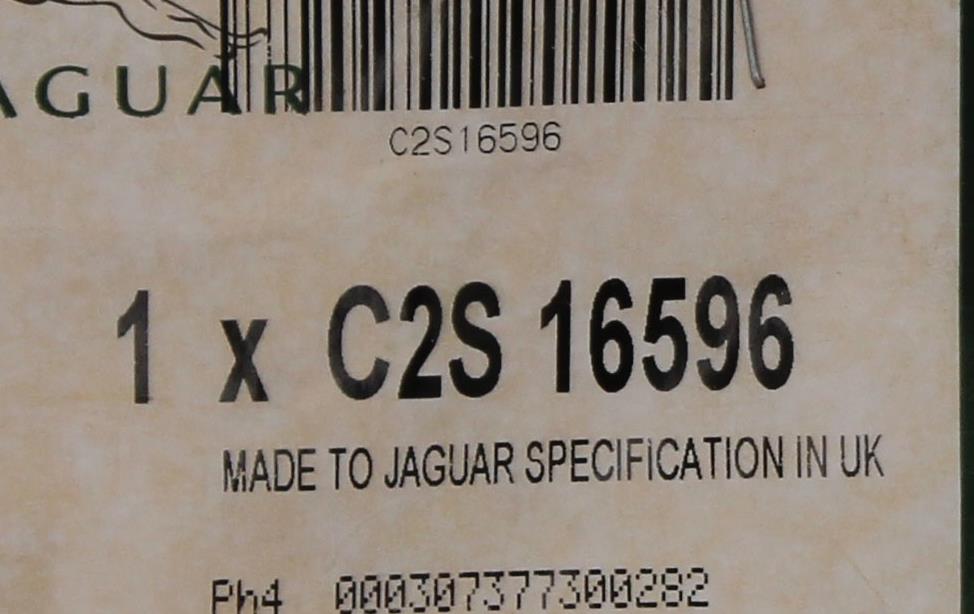 JAGUAR
C2S16596
1 x C2S 16596
MADE TO JAGUAR SPECIFICATION IN UK
Ph4 000307377300282